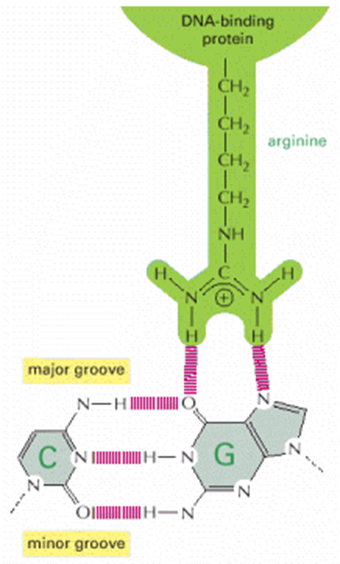 DNA-binding
protein
CH2
CH2
arginine
CH2
CH2
NH
H C H
N + N
H H
major groove
N H O N
C N H N G N
N N
O H N
minor groove